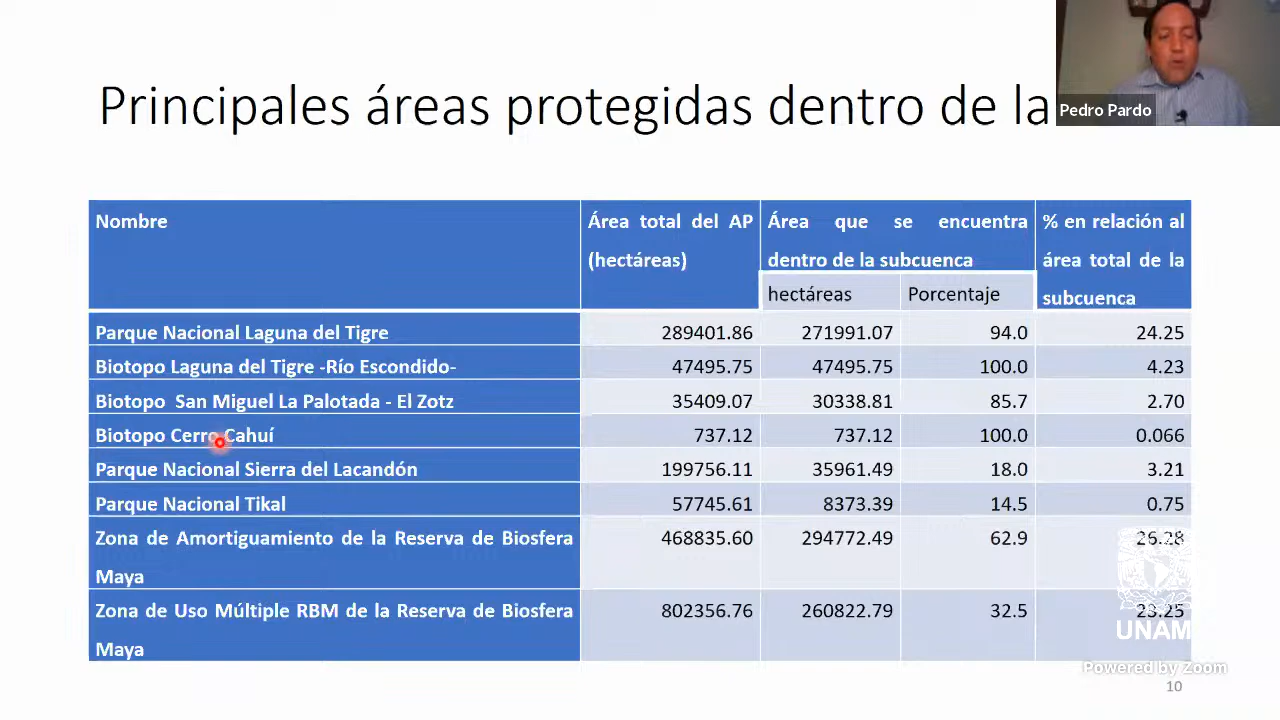 Principales áreas protegidas dentro de la
Pedro Pardo
Nombre
Área total del AP
(hectáreas)
Área que se encuentra
dentro de la subcuenca
% en relación al
área total de la
subcuenca
hectáreas Porcentaje
Parque Nacional Laguna del Tigre 289401.86 271991.07 94.0 24.25
Biotopo Laguna del Tigre -Río Escondido- 47495.75 47495.75 100.0 4.23
Biotopo San Miguel La Palotada - El Zotz 35409.07 30338.81 85.7 2.70
Biotopo Cerro Cahuí 737.12 737.12 100.0 0.066
Parque Nacional Sierra del Lacandón 199756.11 35961.49 18.0 3.21
Parque Nacional Tikal 57745.61 8373.39 14.5 0.75
Zona de Amortiguamiento de la Reserva de Biosfera 468835.60 294772.49 62.9 26.28
Maya
Zona de Uso Múltiple RBM de la Reserva de Biosfera 802356.76 260822.79 32.5 23.25
Maya
UNAM
Powered by Zoom
10